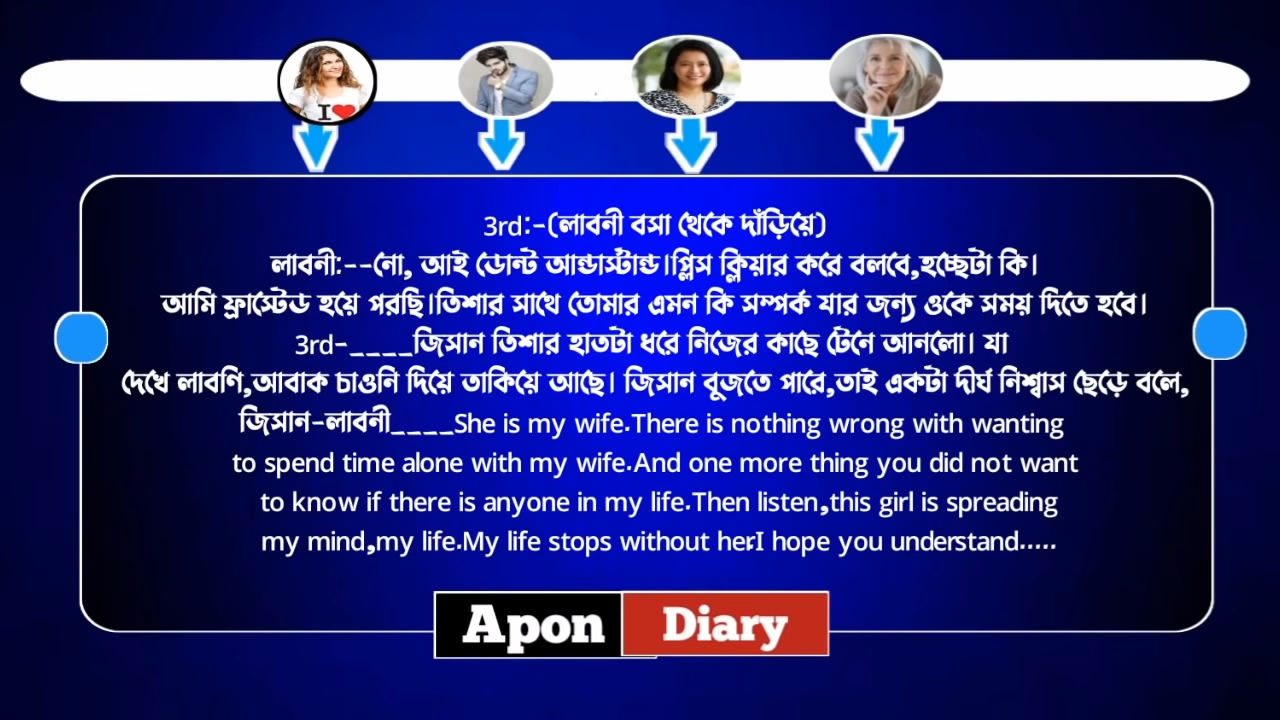 I❤
3rd:-(লাবনী বসা থেকে দাঁড়িয়ে)
লাবনী:--নো, আই ডোন্ট আন্ডাস্টান্ড।প্লিস ক্লিয়ার করে বলবে,হচ্ছেটা কি।
আমি ফ্রাস্টেড হয়ে পরছি।তিশার সাথে তোমার এমন কি সম্পর্ক যার জন্য ওকে সময় দিতে হবে।
3rd-____জিসান তিশার হাতটা ধরে নিজের কাছে টেনে আনলো। যা
দেখে লাবণি,আবাক চাওনি দিয়ে তাকিয়ে আছে। জিসান বুজতে পারে,তাই একটা দীর্ঘ নিশ্বাস ছেড়ে বলে,
জিসান-লাবনী____She is my wife.There is nothing wrong with wanting
to spend time alone with my wife.And one more thing you did not want
to know if there is anyone in my life.Then listen,this girl is spreading
my mind,my life.My life stops without her.I hope you understand.....
Apon Diary